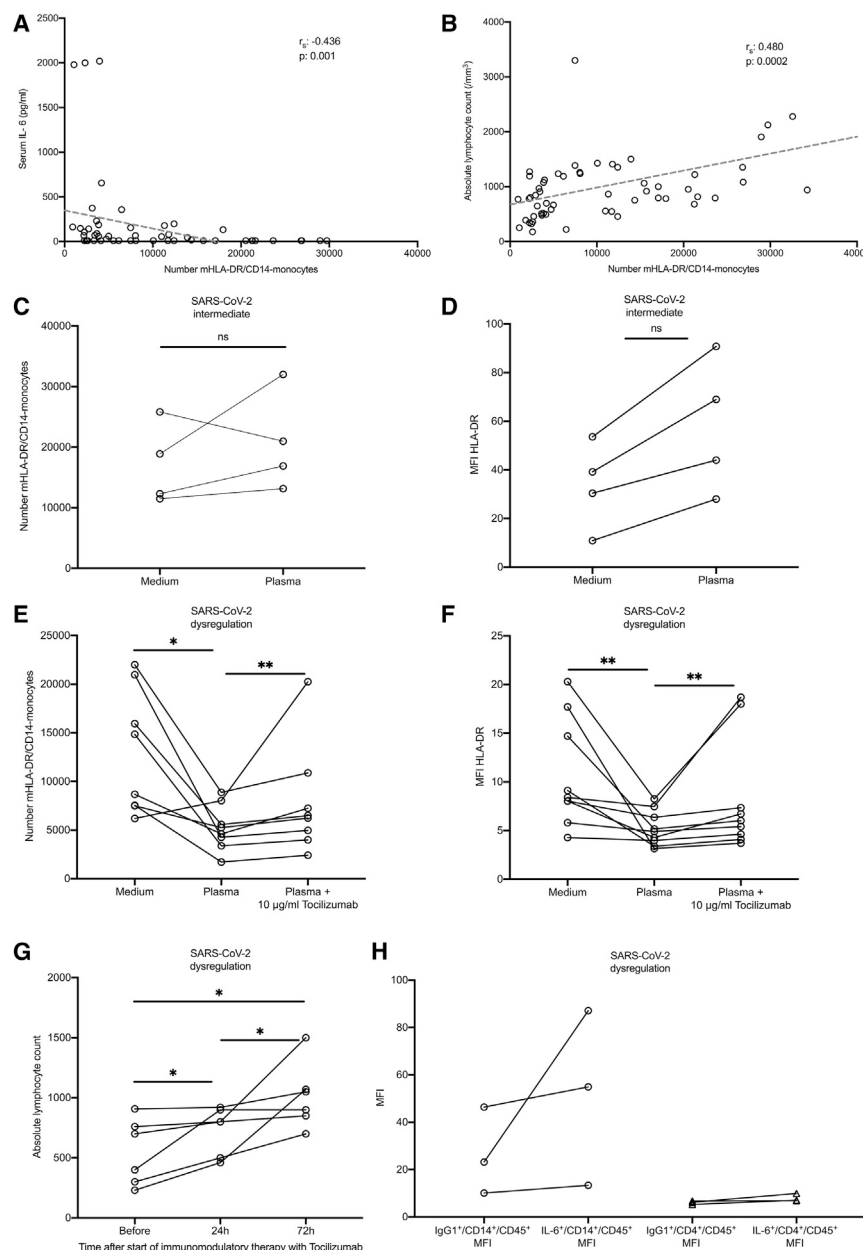 A
2500
2000
1500
1000
500
0
Serum IL- 6 (pg/ml)
rs: -0.436
p: 0.001
0
10000
20000
30000
40000
Number mHLA-DR/CD14-monocytes
B
4000
3000
2000
1000
0
Absolute lymphocyte count (/mm³)
rs: 0.480
p: 0.0002
0
10000
20000
30000
4000
Number mHLA-DR/CD14-monocytes
C
SARS-CoV-2
intermediate
ns
40000
30000
20000
10000
0
Number mHLA-DR/CD14-monocytes
Medium
Plasma
D
SARS-CoV-2
intermediate
ns
100
80
60
40
20
0
MFI HLA-DR
Medium
Plasma
E
SARS-CoV-2
dysregulation
*
**
25000
20000
15000
10000
5000
0
Number mHLA-DR/CD14-monocytes
Medium
Plasma
Plasma +
10 µg/ml Tocilizumab
F
SARS-CoV-2
dysregulation
**
**
25
20
15
10
5
0
MFI HLA-DR
Medium
Plasma
Plasma +
10 µg/ml Tocilizumab
G
SARS-CoV-2
dysregulation
*
*
*
2000
1500
1000
500
0
Absolute lymphocyte count
Before
24h
72h
Time after start of immunomodulatory therapy with Tocilizumab
H
SARS-CoV-2
dysregulation
100
80
60
40
20
0
MFI
IgG1⁺/CD14⁺/CD45⁺
MFI
IL-6⁺/CD14⁺/CD45⁺
MFI
IgG1⁺/CD4⁺/CD45⁺
MFI
IL-6⁺/CD4⁺/CD45⁺
MFI